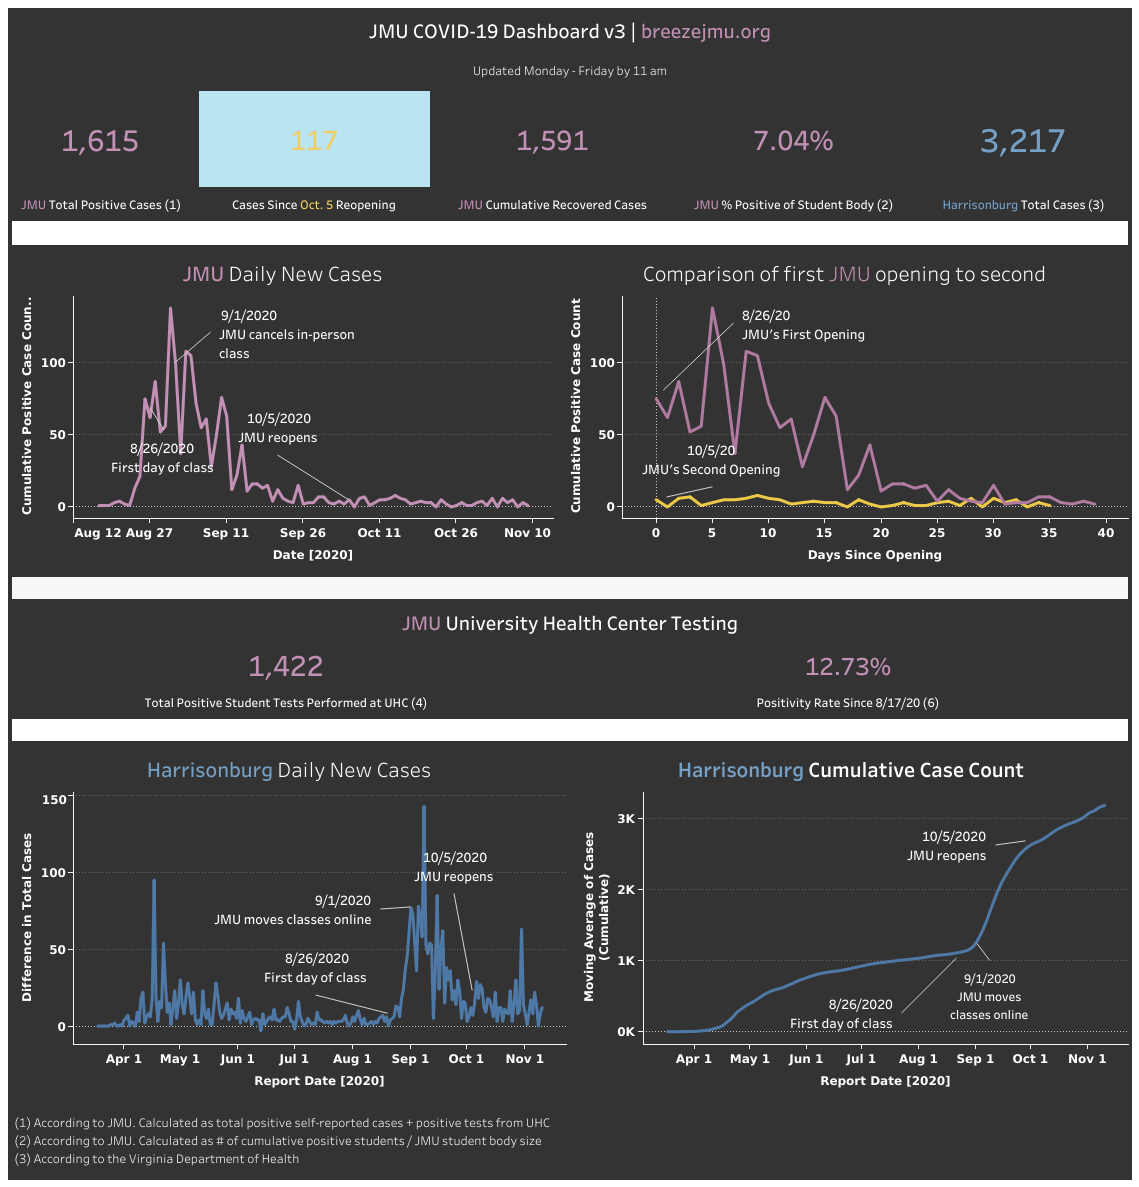 JMU COVID-19 Dashboard v3 | breezejmu.org
Updated Monday - Friday by 11 am
1,615
117
1,591
7.04%
3,217
JMU Total Positive Cases (1)
Cases Since Oct. 5 Reopening
JMU Cumulative Recovered Cases
JMU % Positive of Student Body (2)
Harrisonburg Total Cases (3)
JMU Daily New Cases
Cumulative Positive Case Coun..
100
50
0
9/1/2020
JMU cancels in-person
class
10/5/2020
JMU reopens
8/26/2020
First day of class
Aug 12 Aug 27 Sep 11 Sep 26 Oct 11 Oct 26 Nov 10
Date [2020]
Comparison of first JMU opening to second
Cumulative Positive Case Count
100
50
0
8/26/20
JMU's First Opening
10/5/20
JMU's Second Opening
0 5 10 15 20 25 30 35 40
Days Since Opening
JMU University Health Center Testing
1,422
12.73%
Total Positive Student Tests Performed at UHC (4)
Positivity Rate Since 8/17/20 (6)
Harrisonburg Daily New Cases
Difference in Total Cases
150
100
50
0
10/5/2020
JMU reopens
9/1/2020
JMU moves classes online
8/26/2020
First day of class
Apr 1 May 1 Jun 1 Jul 1 Aug 1 Sep 1 Oct 1 Nov 1
Report Date [2020]
Harrisonburg Cumulative Case Count
Moving Average of Cases
(Cumulative)
3K
2K
1K
0K
10/5/2020
JMU reopens
9/1/2020
JMU moves
classes online
8/26/2020
First day of class
Apr 1 May 1 Jun 1 Jul 1 Aug 1 Sep 1 Oct 1 Nov 1
Report Date [2020]
(1) According to JMU. Calculated as total positive self-reported cases + positive tests from UHC
(2) According to JMU. Calculated as # of cumulative positive students / JMU student body size
(3) According to the Virginia Department of Health